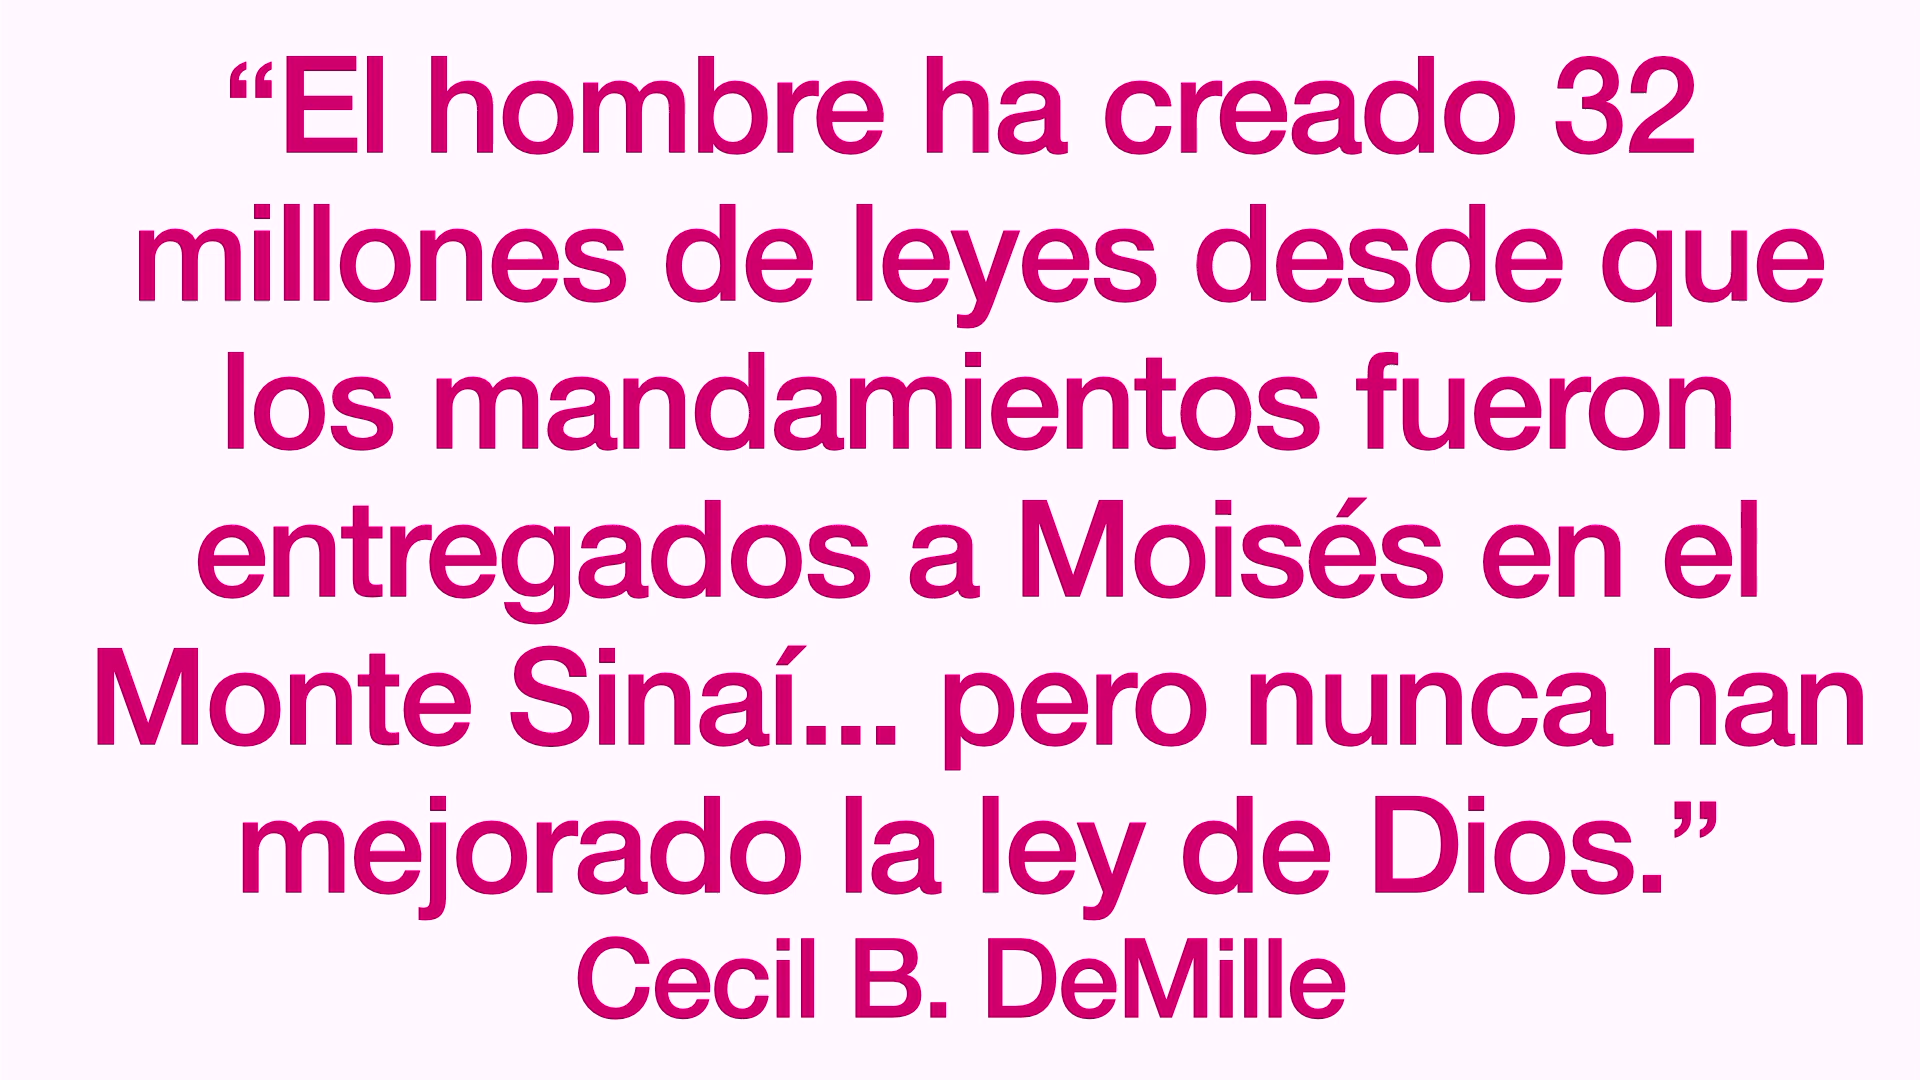 “El hombre ha creado 32
millones de leyes desde que
los mandamientos fueron
entregados a Moisés en el
Monte Sinaí... pero nunca han
mejorado la ley de Dios.”
Cecil B. DeMille